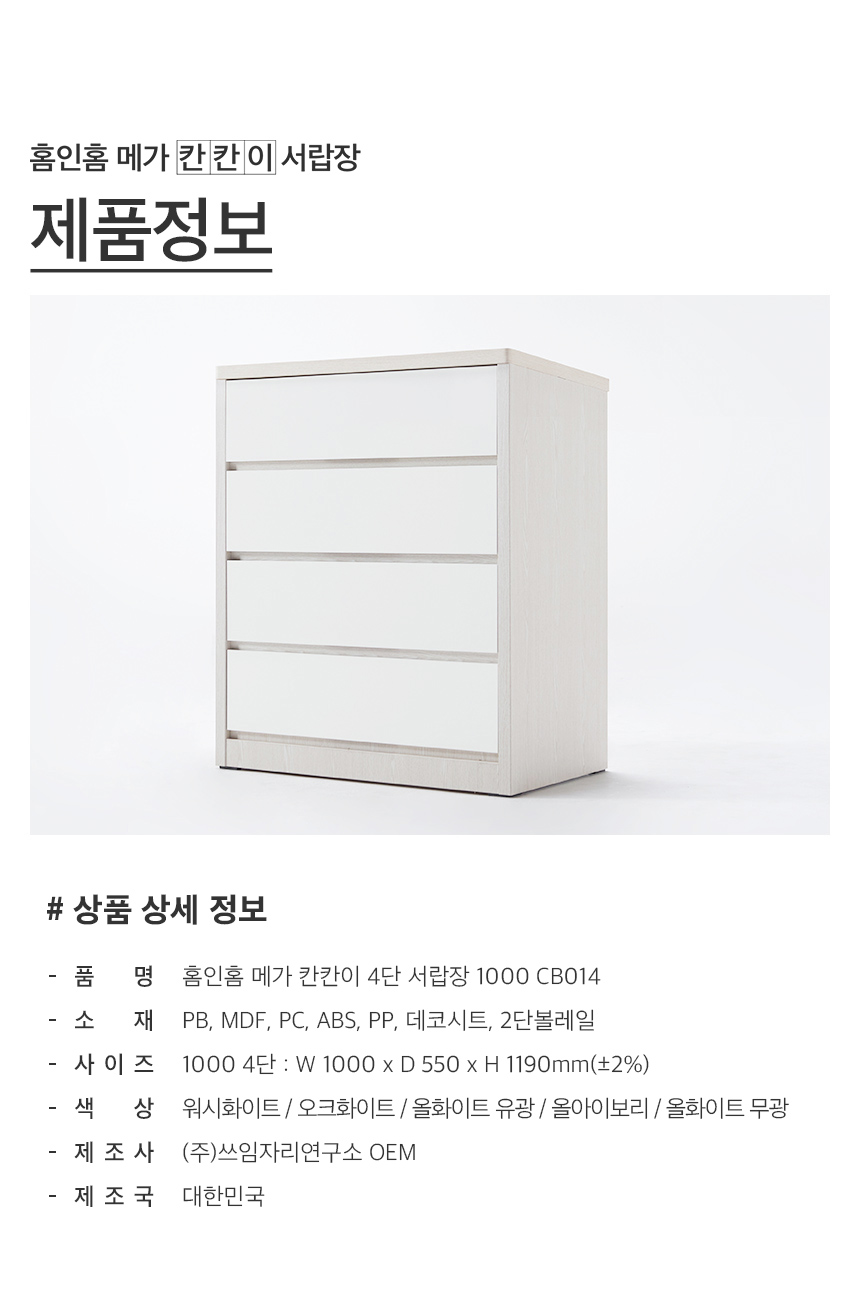 홈인홈 메가 칸칸이 서랍장
제품정보
# 상품 상세 정보
- 품 명 홈인홈 메가 칸칸이 4단 서랍장 1000 CB014
- 소 재 PB, MDF, PC, ABS, PP, 데코시트, 2단볼레일
- 사 이 즈 1000 4단 : W 1000 x D 550 x H 1190mm(±2%)
- 색 상 워시화이트 / 오크화이트 / 올화이트 유광 / 올아이보리 / 올화이트 무광
- 제 조 사 (주)쓰임자리연구소 OEM
- 제 조 국 대한민국